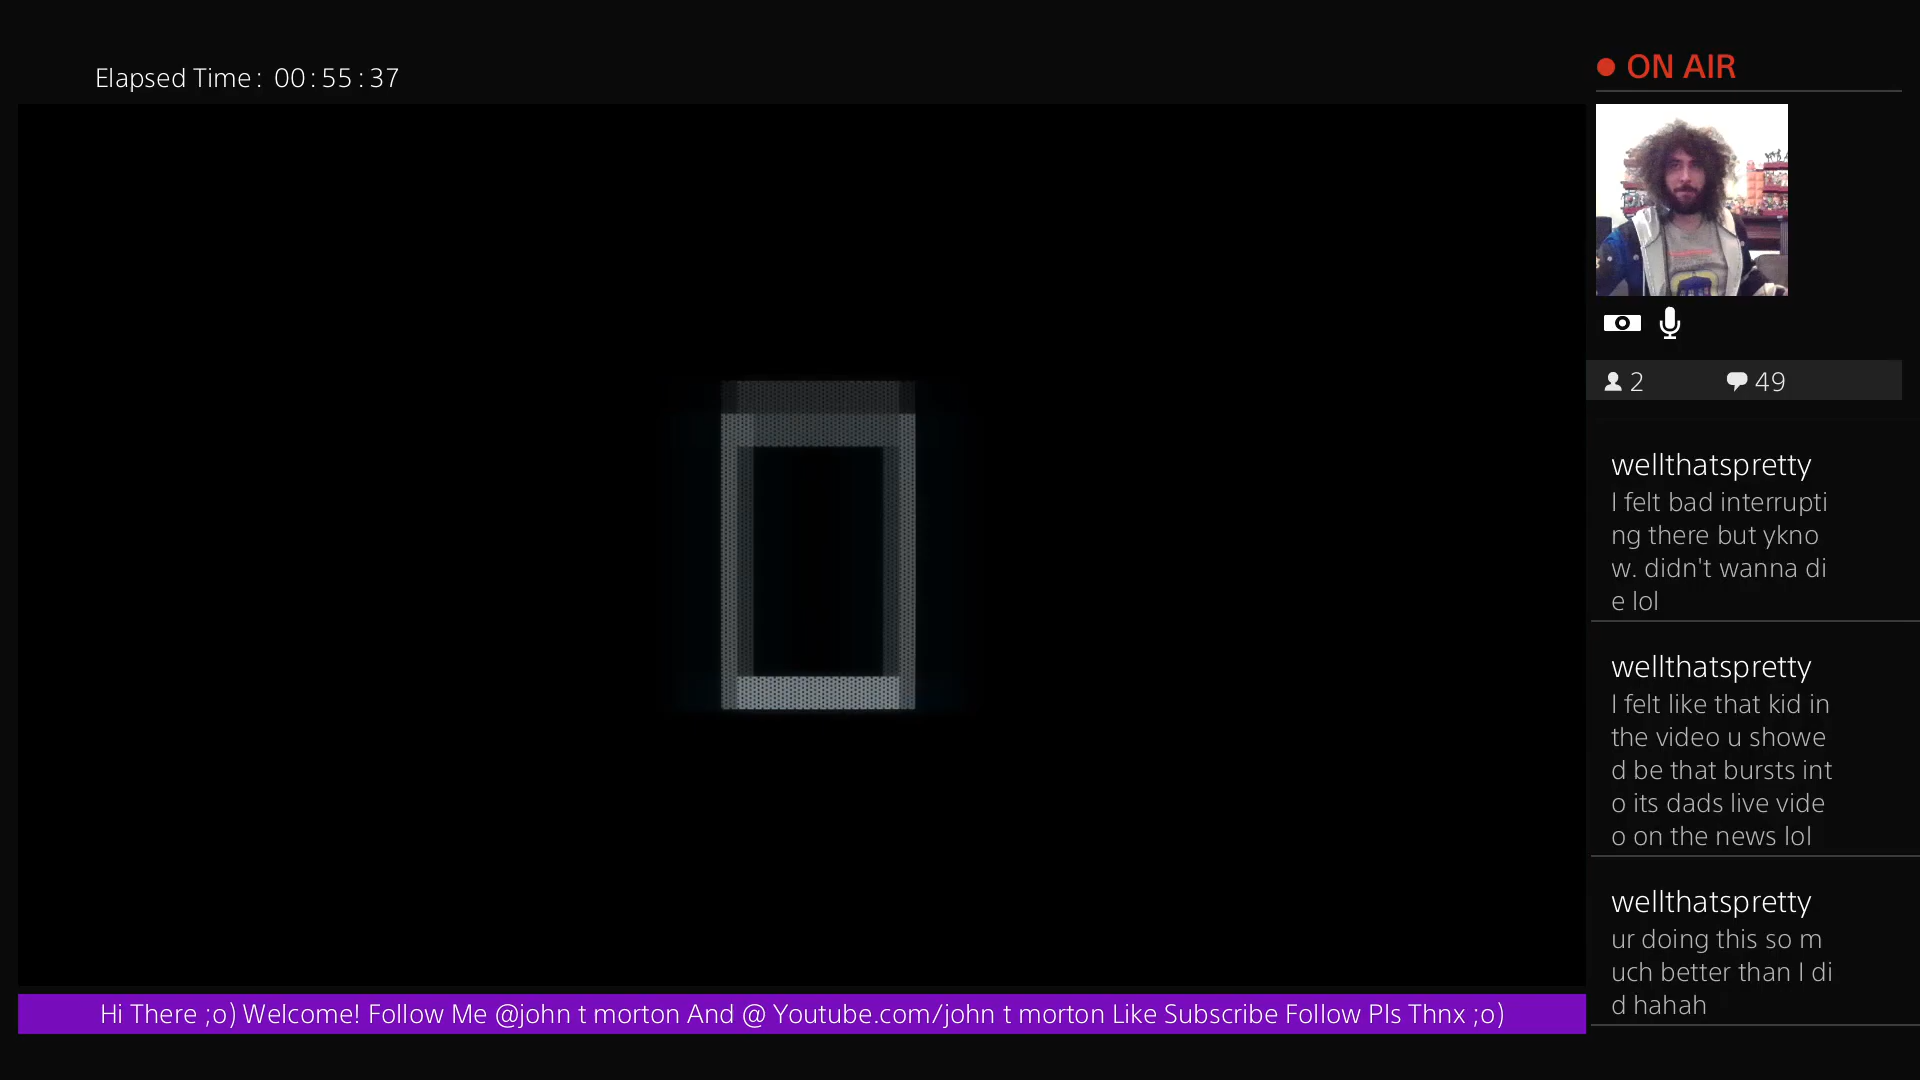 Elapsed Time: 00:55:37
ON AIR
2 49
wellthatspretty
I felt bad interrupti
ng there but ykno
w. didn't wanna di
e lol
wellthatspretty
I felt like that kid in
the video u showe
d be that bursts int
o its dads live vide
o on the news lol
wellthatspretty
ur doing this so m
uch better than I di
d hahah
Hi There ;o) Welcome! Follow Me @john t morton And @ Youtube.com/john t morton Like Subscribe Follow Pls Thnx ;o)